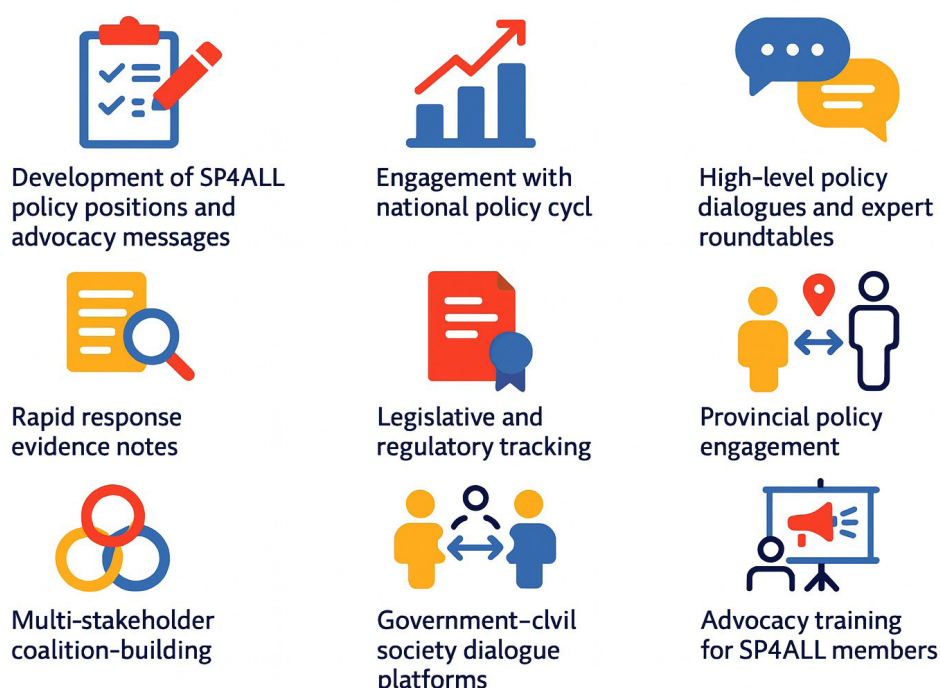 Development of SP4ALL
policy positions and
advocacy messages
Engagement with
national policy cycl
High-level policy
dialogues and expert
roundtables
Rapid response
evidence notes
Legislative and
regulatory tracking
Provincial policy
engagement
Multi-stakeholder
coalition-building
Government-clvil
society dialogue
platforms
Advocacy training
for SP4ALL members